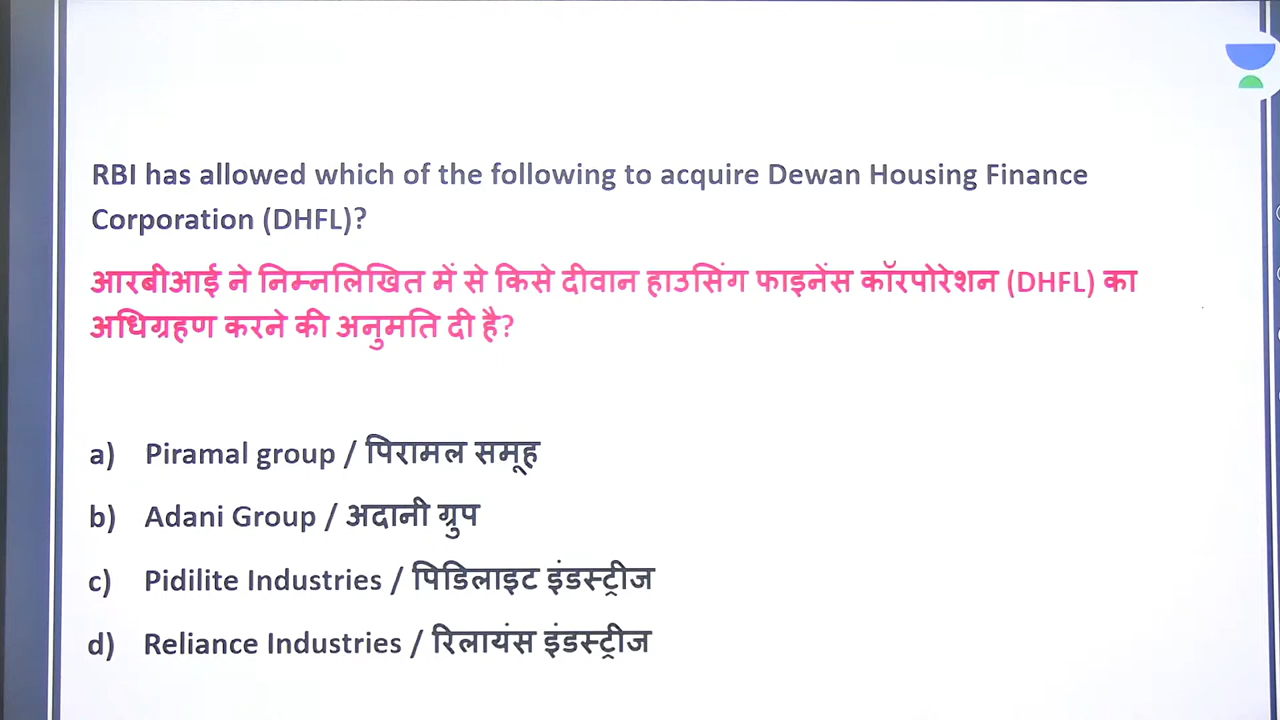 RBI has allowed which of the following to acquire Dewan Housing Finance
Corporation (DHFL)?
आरबीआई ने निम्नलिखित में से किसे दीवान हाउसिंग फाइनेंस कॉरपोरेशन (DHFL) का
अधिग्रहण करने की अनुमति दी है?
a) Piramal group / पिरामल समूह
b) Adani Group / अदानी ग्रुप
c) Pidilite Industries / पिडिलाइट इंडस्ट्रीज
d) Reliance Industries / रिलायंस इंडस्ट्रीज